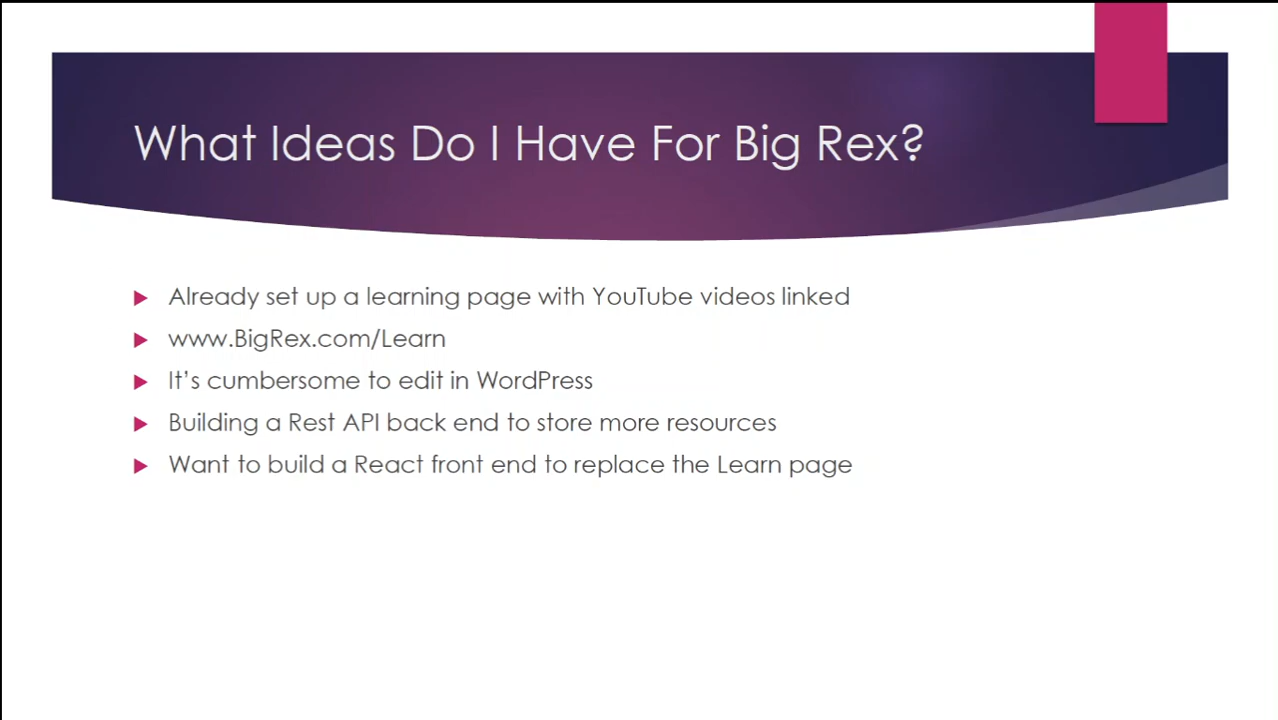 What Ideas Do I Have For Big Rex?
Already set up a learning page with YouTube videos linked
www.BigRex.com/Learn
It’s cumbersome to edit in WordPress
Building a Rest API back end to store more resources
Want to build a React front end to replace the Learn page